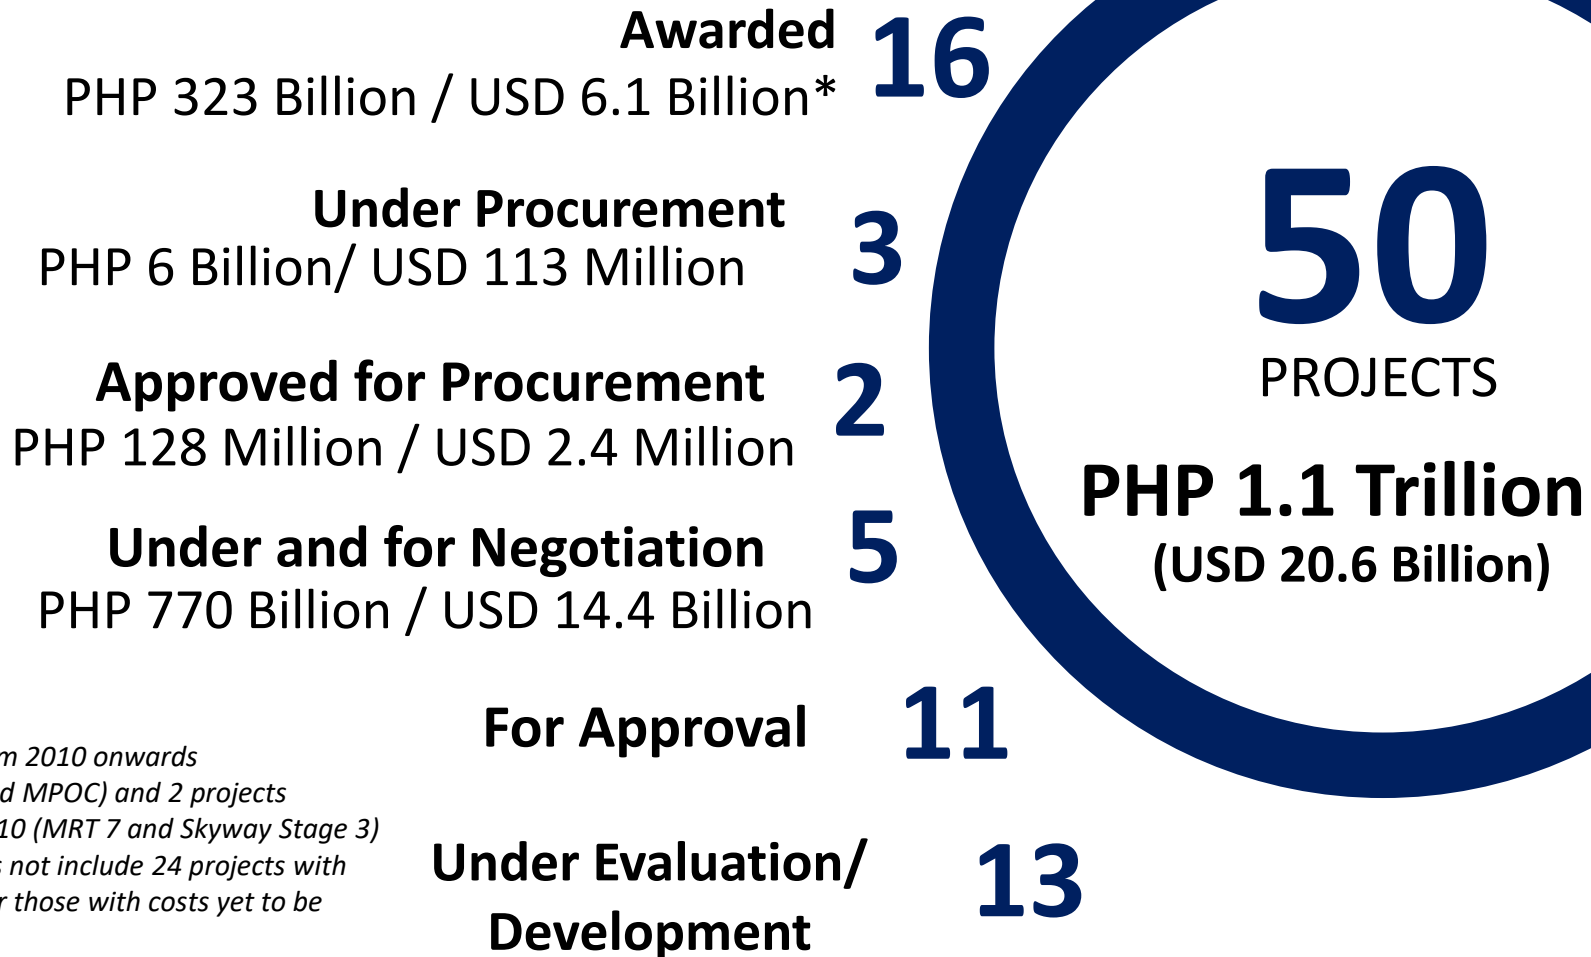 Awarded
16
PHP 323 Billion / USD 6.1 Billion*
Under Procurement
3
PHP 6 Billion/ USD 113 Million
Approved for Procurement
2
PHP 128 Million / USD 2.4 Million
Under and for Negotiation
5
PHP 770 Billion / USD 14.4 Billion
For Approval
11
Under Evaluation/
Development
13
50
PROJECTS
PHP 1.1 Trillion
(USD 20.6 Billion)
2010 onwards
MPOC) and 2 projects
(MRT 7 and Skyway Stage 3)
not include 24 projects with
those with costs yet to be